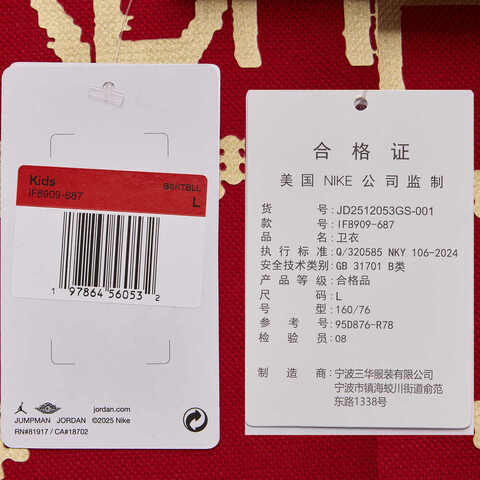 Kids
IF8909-687
BSKTBLL
L
1 97864 56053 2
jordan.com
JUMPMAN JORDAN ©2025 Nike
RN#81917 / CA#18702
合格证
美国 NIKE 公司监制
货号:JD2512053GS-001
款号:IF8909-687
品名:卫衣
执行标准:Q/320585 NKY 106-2024
安全技术类别:GB 31701 B类
产品等级:合格品
尺码:L
号型:160/76
参考号:95D876-R78
检验员:08
制造商:宁波三华服装有限公司
宁波市镇海蛟川街道俞范
东路1338号